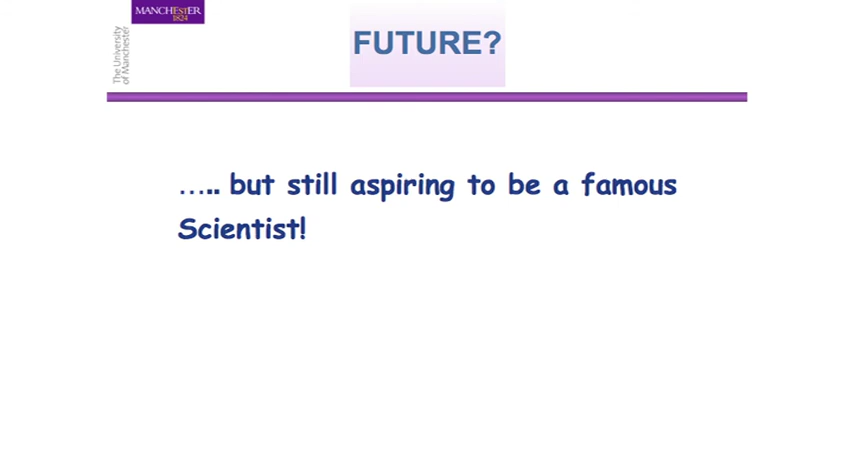 MANCHESTER
1824
The University
of Manchester
FUTURE?
….. but still aspiring to be a famous
Scientist!